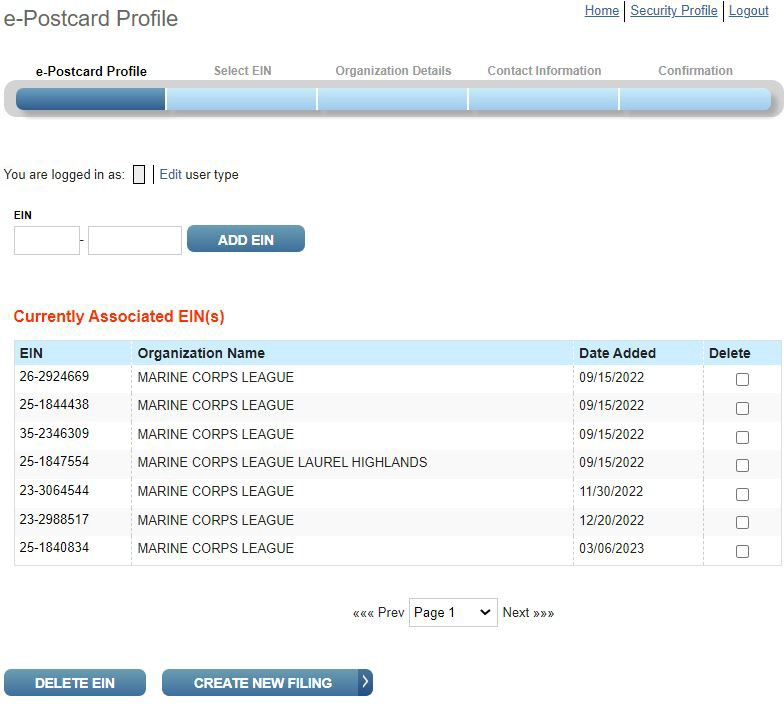 e-Postcard Profile
Home Security Profile Logout
e-Postcard Profile Select EIN Organization Details Contact Information Confirmation
You are logged in as: Edit user type
EIN
- ADD EIN
Currently Associated EIN(s)
EIN Organization Name Date Added Delete
26-2924669 MARINE CORPS LEAGUE 09/15/2022
25-1844438 MARINE CORPS LEAGUE 09/15/2022
35-2346309 MARINE CORPS LEAGUE 09/15/2022
25-1847554 MARINE CORPS LEAGUE LAUREL HIGHLANDS 09/15/2022
23-3064544 MARINE CORPS LEAGUE 11/30/2022
23-2988517 MARINE CORPS LEAGUE 12/20/2022
25-1840834 MARINE CORPS LEAGUE 03/06/2023
««« Prev Page 1 Next »»»
DELETE EIN CREATE NEW FILING